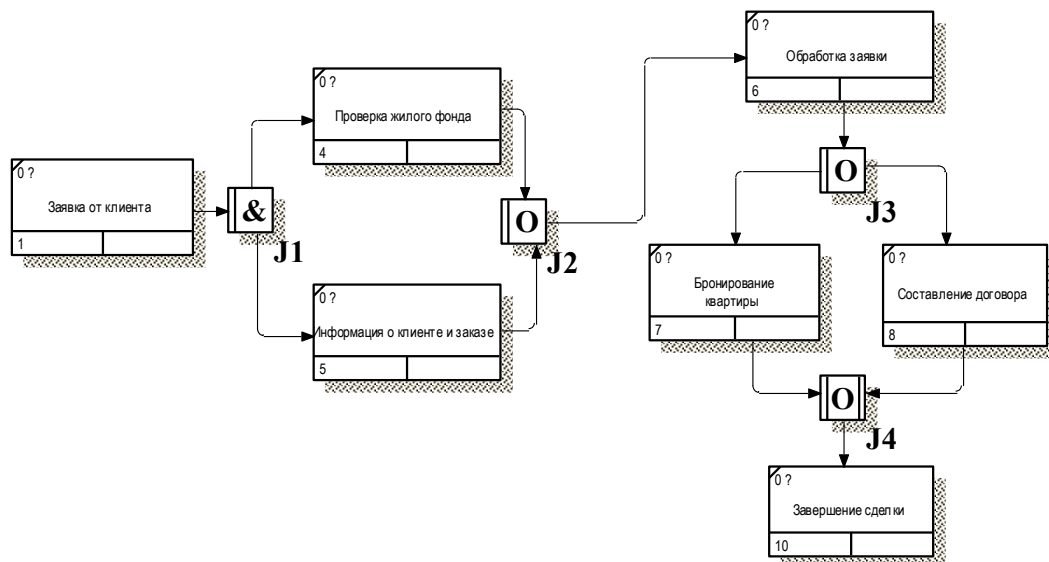 0 ?
Заявка от клиента
1
&
J1
0 ?
Проверка жилого фонда
4
0 ?
Информация о клиенте и заказе
5
O
J2
0 ?
Обработка заявки
6
O
J3
0 ?
Бронирование
квартиры
7
0 ?
Составление договора
8
O
J4
0 ?
Завершение сделки
10